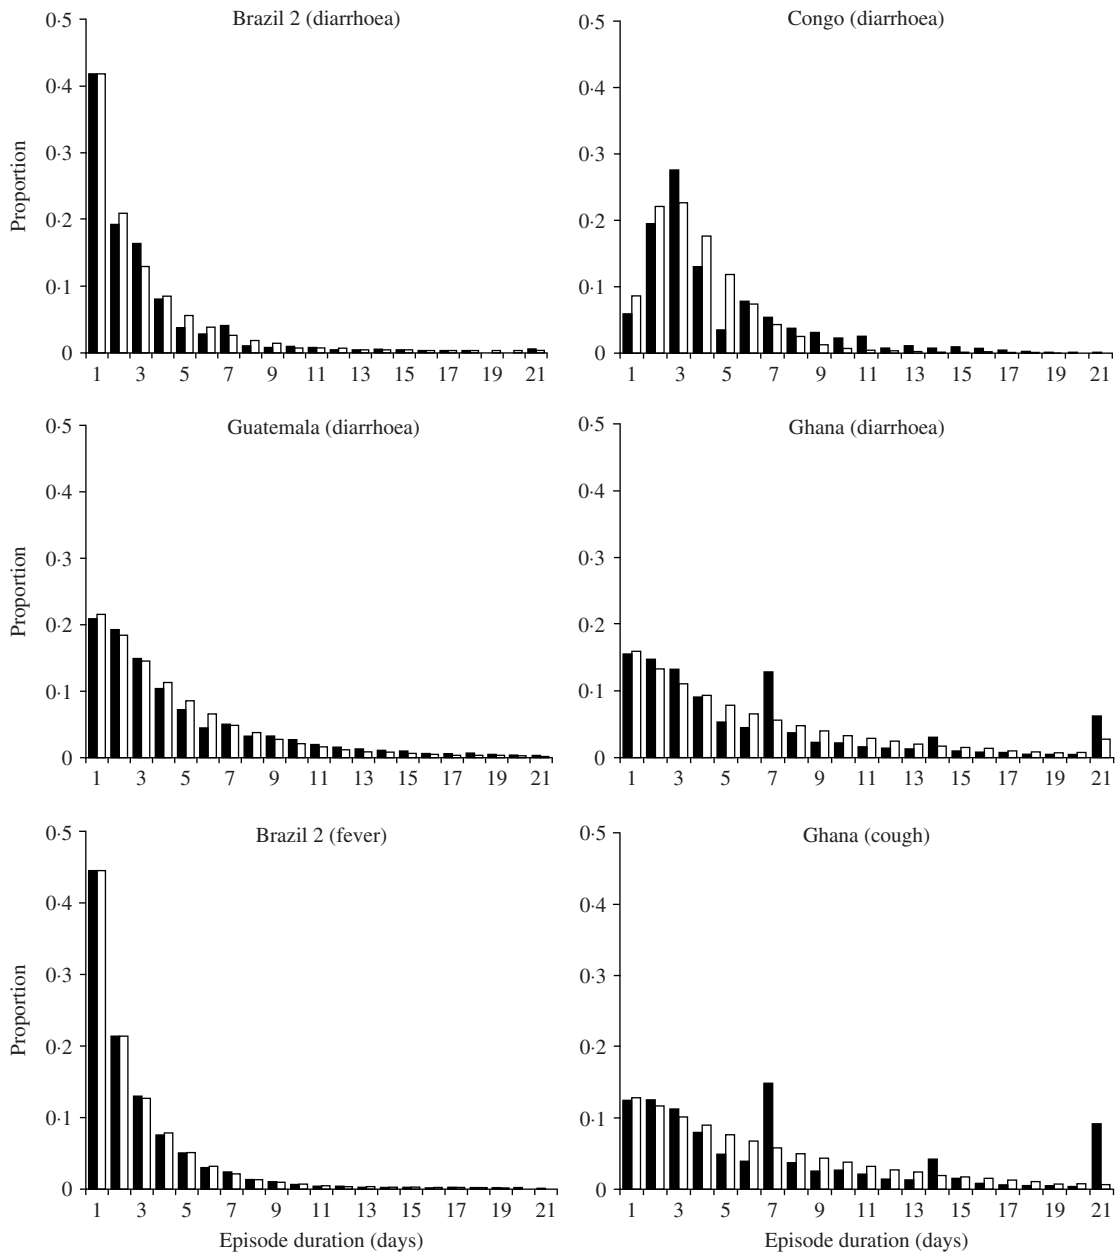 Brazil 2 (diarrhoea)
Proportion
0·5
0·4
0·3
0·2
0·1
0
1 3 5 7 9 11 13 15 17 19 21
Congo (diarrhoea)
0·5
0·4
0·3
0·2
0·1
0
1 3 5 7 9 11 13 15 17 19 21
Guatemala (diarrhoea)
Proportion
0·5
0·4
0·3
0·2
0·1
0
1 3 5 7 9 11 13 15 17 19 21
Ghana (diarrhoea)
0·5
0·4
0·3
0·2
0·1
0
1 3 5 7 9 11 13 15 17 19 21
Brazil 2 (fever)
Proportion
0·5
0·4
0·3
0·2
0·1
0
1 3 5 7 9 11 13 15 17 19 21
Episode duration (days)
Ghana (cough)
0·5
0·4
0·3
0·2
0·1
0
1 3 5 7 9 11 13 15 17 19 21
Episode duration (days)